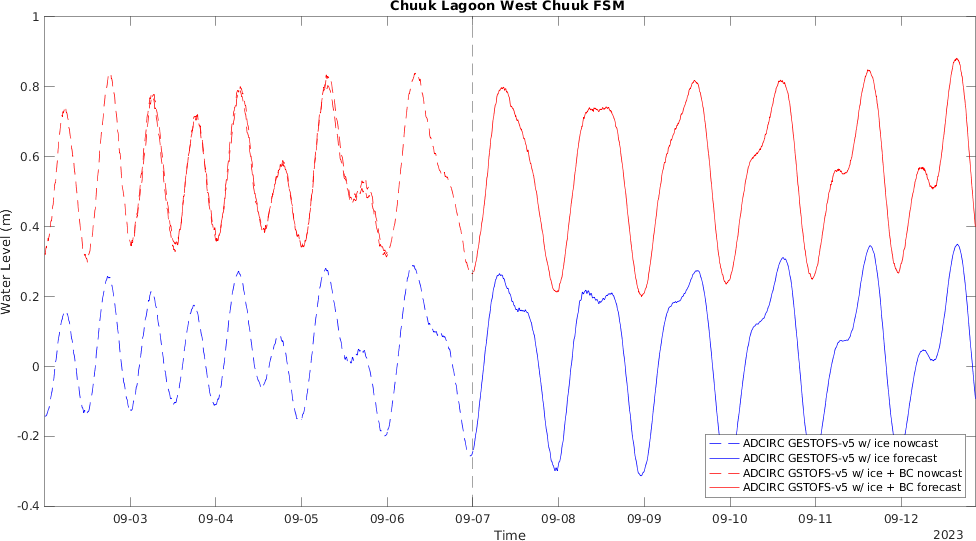 Chuuk Lagoon West Chuuk FSM
1
0.8
0.6
0.4
0.2
0
-0.2
-0.4
Water Level (m)
ADCIRC GESTOFS-v5 w/ ice nowcast
ADCIRC GESTOFS-v5 w/ ice forecast
ADCIRC GSTOFS-v5 w/ ice + BC nowcast
ADCIRC GSTOFS-v5 w/ ice + BC forecast
09-03 09-04 09-05 09-06 09-07 09-08 09-09 09-10 09-11 09-12
Time
2023